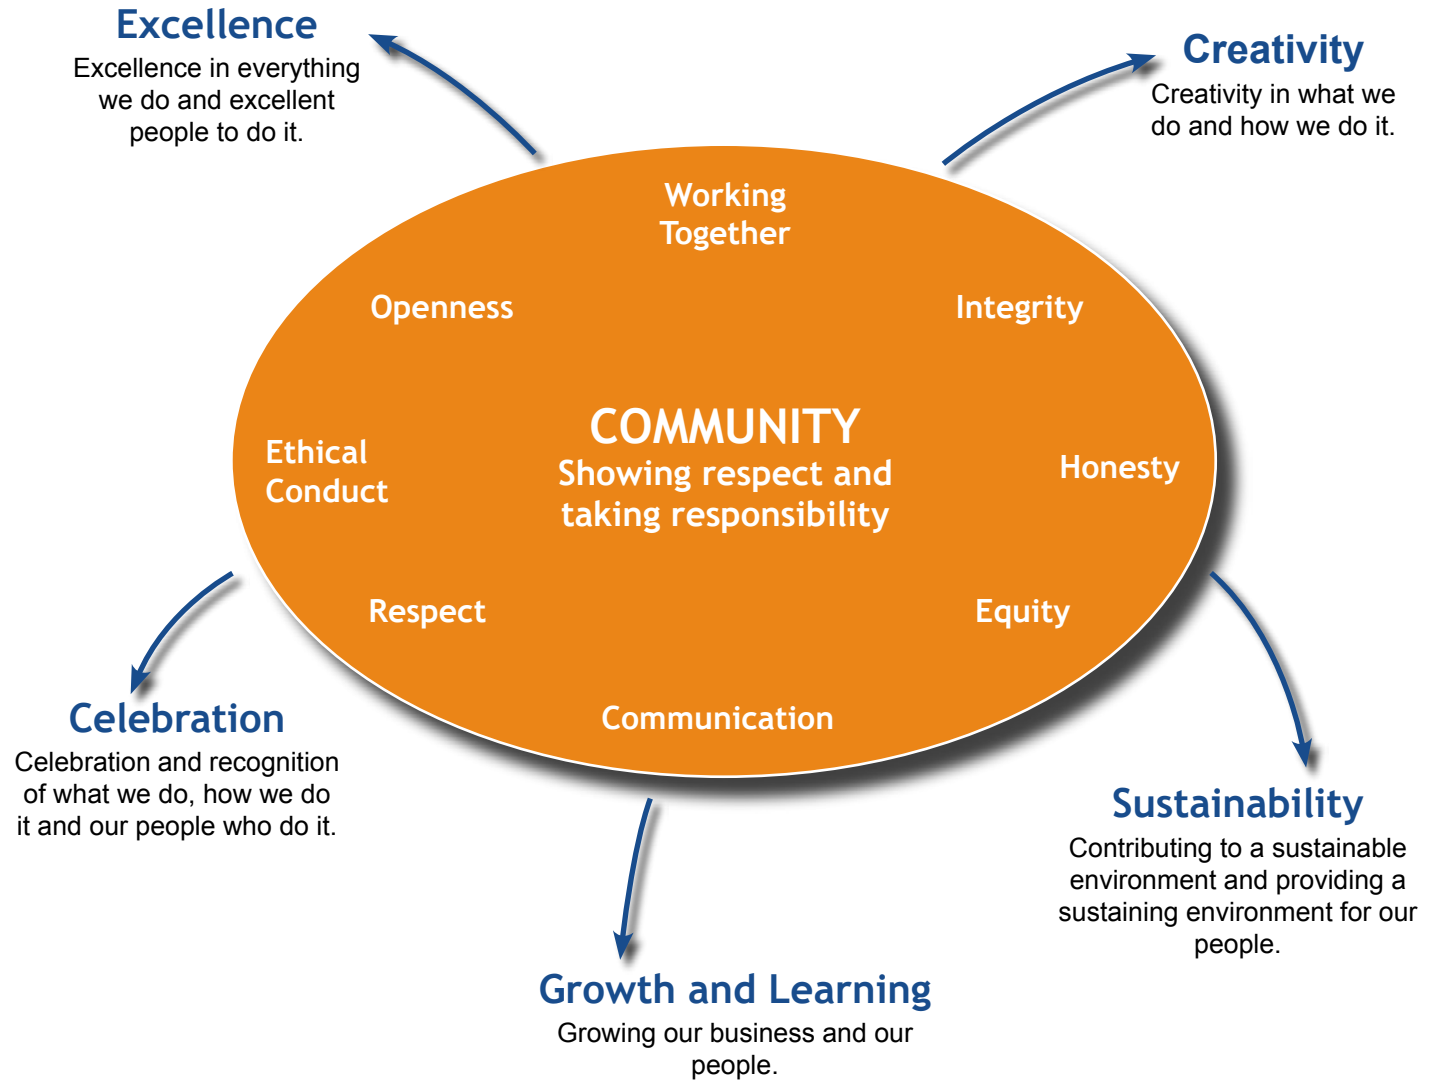 Excellence
Excellence in everything
we do and excellent
people to do it.
Creativity
Creativity in what we
do and how we do it.
Working
Together
Openness
Integrity
COMMUNITY
Showing respect and
taking responsibility
Ethical
Conduct
Honesty
Respect
Equity
Communication
Celebration
Celebration and recognition
of what we do, how we do
it and our people who do it.
Sustainability
Contributing to a sustainable
environment and providing a
sustaining environment for our
people.
Growth and Learning
Growing our business and our
people.